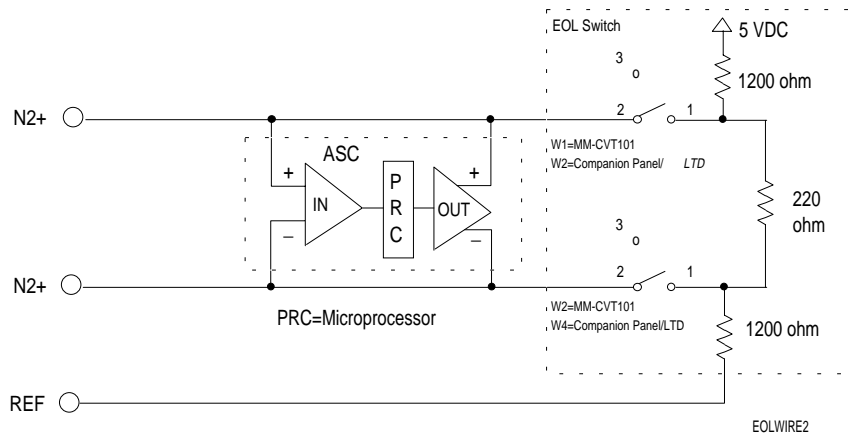 EOL Switch
5 VDC
3
o
1200 ohm
N2+
2
1
W1=MM-CVT101
W2=Companion Panel/ LTD
ASC
+
+
IN
P
R
C
OUT
–
–
220
ohm
3
o
N2+
2
1
W2=MM-CVT101
W4=Companion Panel/LTD
PRC=Microprocessor
1200 ohm
REF
EOLWIRE2